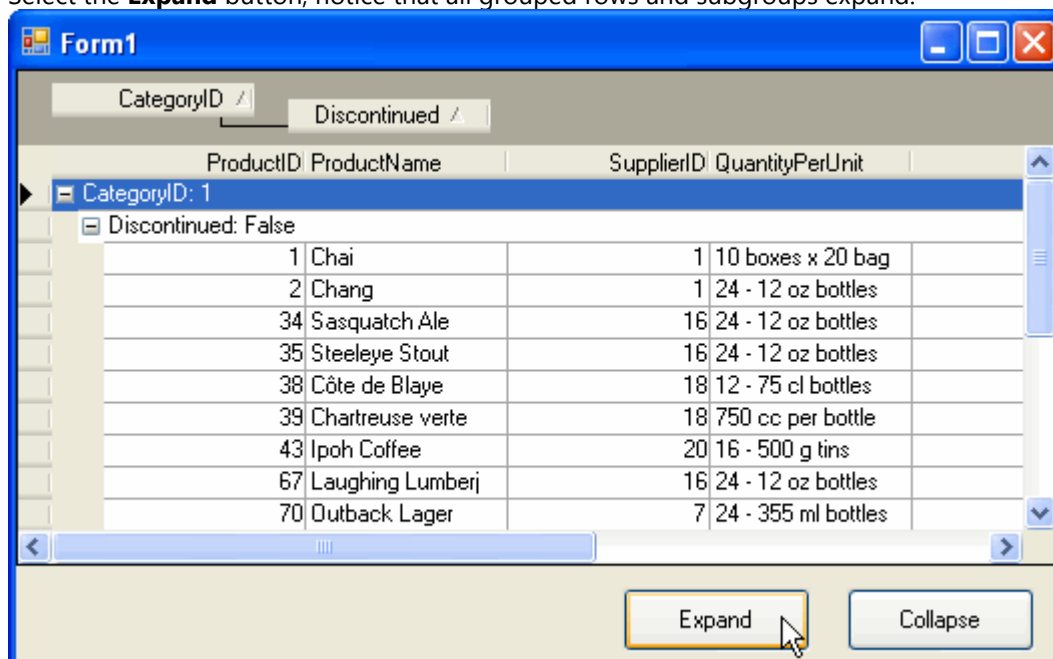 Select the Expand button, notice that all grouped rows and subgroups expand.
Form1
CategoryID
Discontinued
ProductID ProductName SupplierID QuantityPerUnit
CategoryID: 1
Discontinued: False
1 Chai 1 10 boxes x 20 bag
2 Chang 1 24 - 12 oz bottles
34 Sasquatch Ale 16 24 - 12 oz bottles
35 Steeleye Stout 16 24 - 12 oz bottles
38 Côte de Blaye 18 12 - 75 cl bottles
39 Chartreuse verte 18 750 cc per bottle
43 Ipoh Coffee 20 16 - 500 g tins
67 Laughing Lumberj 16 24 - 12 oz bottles
70 Outback Lager 7 24 - 355 ml bottles
Expand Collapse